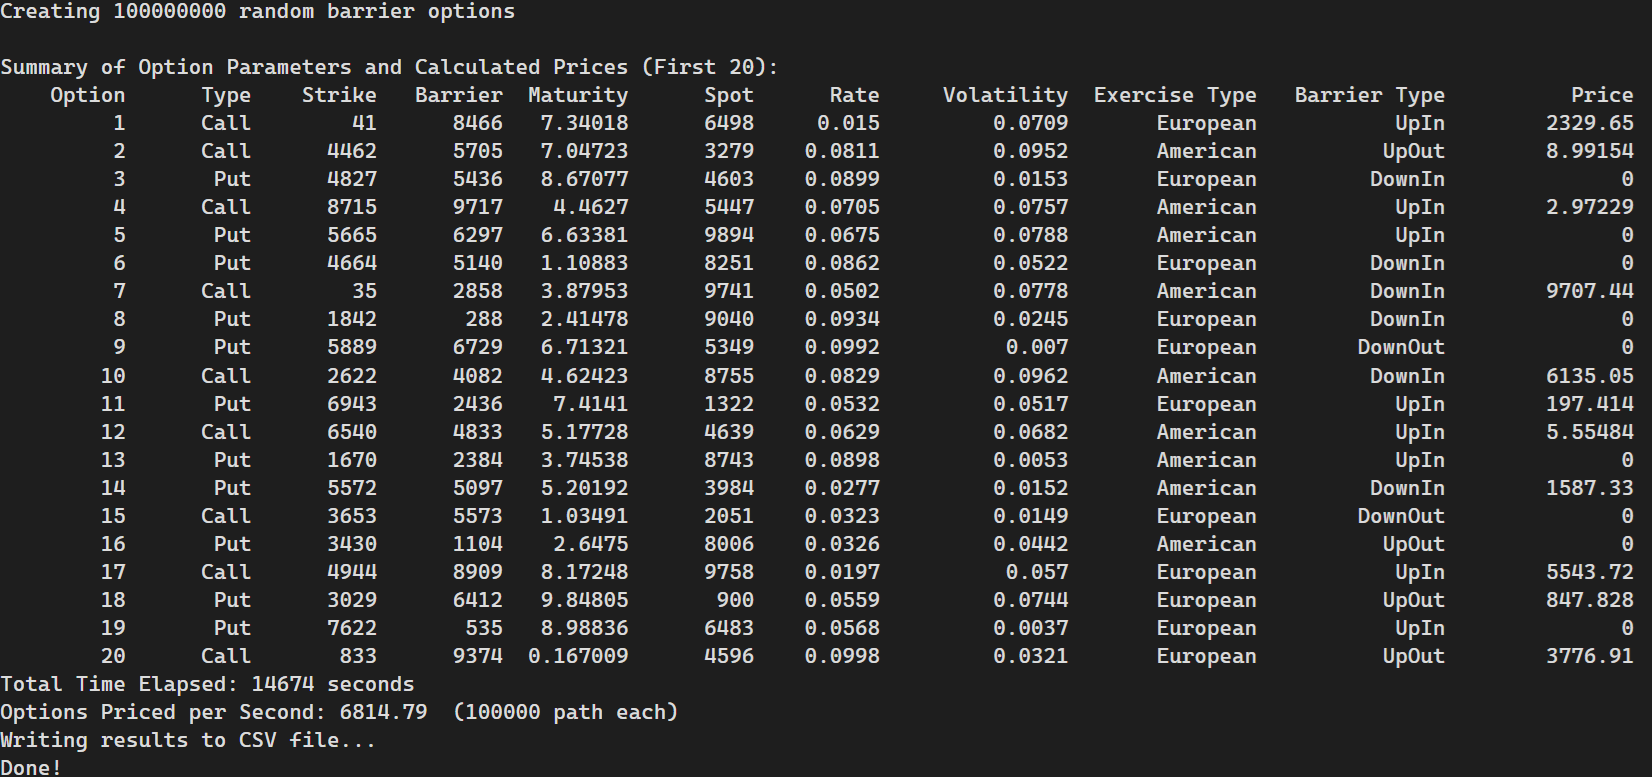 Creating 100000000 random barrier options
Summary of Option Parameters and Calculated Prices (First 20):
Option Type Strike Barrier Maturity Spot Rate Volatility Exercise Type Barrier Type Price
1 Call 41 8466 7.34018 6498 0.015 0.0709 European UpIn 2329.65
2 Call 4462 5705 7.04723 3279 0.0811 0.0952 American UpOut 8.99154
3 Put 4827 5436 8.67077 4603 0.0899 0.0153 European DownIn 0
4 Call 8715 9717 4.4627 5447 0.0705 0.0757 American UpIn 2.97229
5 Put 5665 6297 6.63381 9894 0.0675 0.0788 American UpIn 0
6 Put 4664 5140 1.10883 8251 0.0862 0.0522 European DownIn 0
7 Call 35 2858 3.87953 9741 0.0502 0.0778 American DownIn 9707.44
8 Put 1842 288 2.41478 9040 0.0934 0.0245 European DownIn 0
9 Put 5889 6729 6.71321 5349 0.0992 0.007 European DownOut 0
10 Call 2622 4082 4.62423 8755 0.0829 0.0962 American DownIn 6135.05
11 Put 6943 2436 7.4141 1322 0.0532 0.0517 European UpIn 197.414
12 Call 6540 4833 5.17728 4639 0.0629 0.0682 American UpIn 5.55484
13 Put 1670 2384 3.74538 8743 0.0898 0.0053 American UpIn 0
14 Put 5572 5097 5.20192 3984 0.0277 0.0152 American DownIn 1587.33
15 Call 3653 5573 1.03491 2051 0.0323 0.0149 European DownOut 0
16 Put 3430 1104 2.6475 8006 0.0326 0.0442 American UpOut 0
17 Call 4944 8909 8.17248 9758 0.0197 0.057 European UpIn 5543.72
18 Put 3029 6412 9.84805 900 0.0559 0.0744 European UpOut 847.828
19 Put 7622 535 8.98836 6483 0.0568 0.0037 European UpIn 0
20 Call 833 9374 0.167009 4596 0.0998 0.0321 European UpOut 3776.91
Total Time Elapsed: 14674 seconds
Options Priced per Second: 6814.79 (100000 path each)
Writing results to CSV file...
Done!